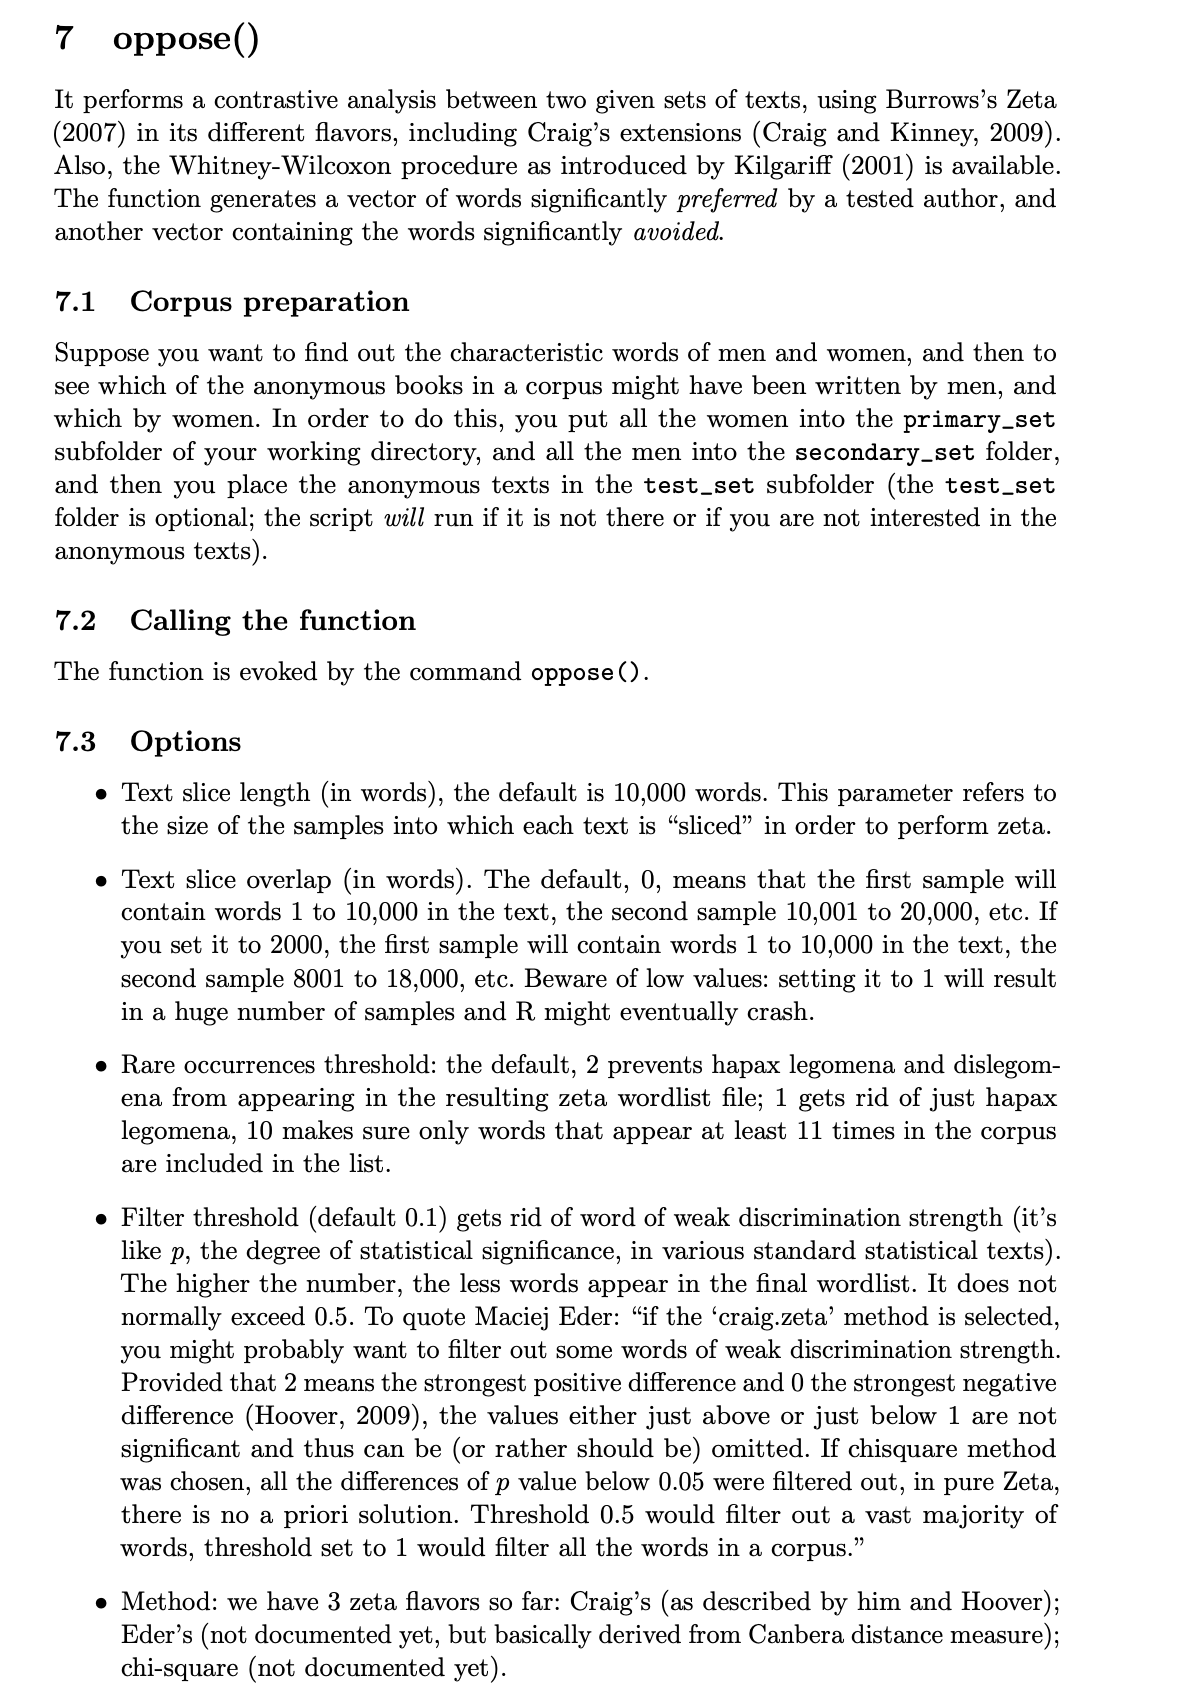 7 oppose()
It performs a contrastive analysis between two given sets of texts, using Burrows’s Zeta
(2007) in its different flavors, including Craig’s extensions (Craig and Kinney, 2009).
Also, the Whitney-Wilcoxon procedure as introduced by Kilgariff (2001) is available.
The function generates a vector of words significantly preferred by a tested author, and
another vector containing the words significantly avoided.
7.1 Corpus preparation
Suppose you want to find out the characteristic words of men and women, and then to
see which of the anonymous books in a corpus might have been written by men, and
which by women. In order to do this, you put all the women into the primary_set
subfolder of your working directory, and all the men into the secondary_set folder,
and then you place the anonymous texts in the test_set subfolder (the test_set
folder is optional; the script will run if it is not there or if you are not interested in the
anonymous texts).
7.2 Calling the function
The function is evoked by the command oppose().
7.3 Options
• Text slice length (in words), the default is 10,000 words. This parameter refers to
the size of the samples into which each text is “sliced” in order to perform zeta.
• Text slice overlap (in words). The default, 0, means that the first sample will
contain words 1 to 10,000 in the text, the second sample 10,001 to 20,000, etc. If
you set it to 2000, the first sample will contain words 1 to 10,000 in the text, the
second sample 8001 to 18,000, etc. Beware of low values: setting it to 1 will result
in a huge number of samples and R might eventually crash.
• Rare occurrences threshold: the default, 2 prevents hapax legomena and dislegom-
ena from appearing in the resulting zeta wordlist file; 1 gets rid of just hapax
legomena, 10 makes sure only words that appear at least 11 times in the corpus
are included in the list.
• Filter threshold (default 0.1) gets rid of word of weak discrimination strength (it’s
like p, the degree of statistical significance, in various standard statistical texts).
The higher the number, the less words appear in the final wordlist. It does not
normally exceed 0.5. To quote Maciej Eder: “if the ‘craig.zeta’ method is selected,
you might probably want to filter out some words of weak discrimination strength.
Provided that 2 means the strongest positive difference and 0 the strongest negative
difference (Hoover, 2009), the values either just above or just below 1 are not
significant and thus can be (or rather should be) omitted. If chisquare method
was chosen, all the differences of p value below 0.05 were filtered out, in pure Zeta,
there is no a priori solution. Threshold 0.5 would filter out a vast majority of
words, threshold set to 1 would filter all the words in a corpus.”
• Method: we have 3 zeta flavors so far: Craig’s (as described by him and Hoover);
Eder’s (not documented yet, but basically derived from Canbera distance measure);
chi-square (not documented yet).